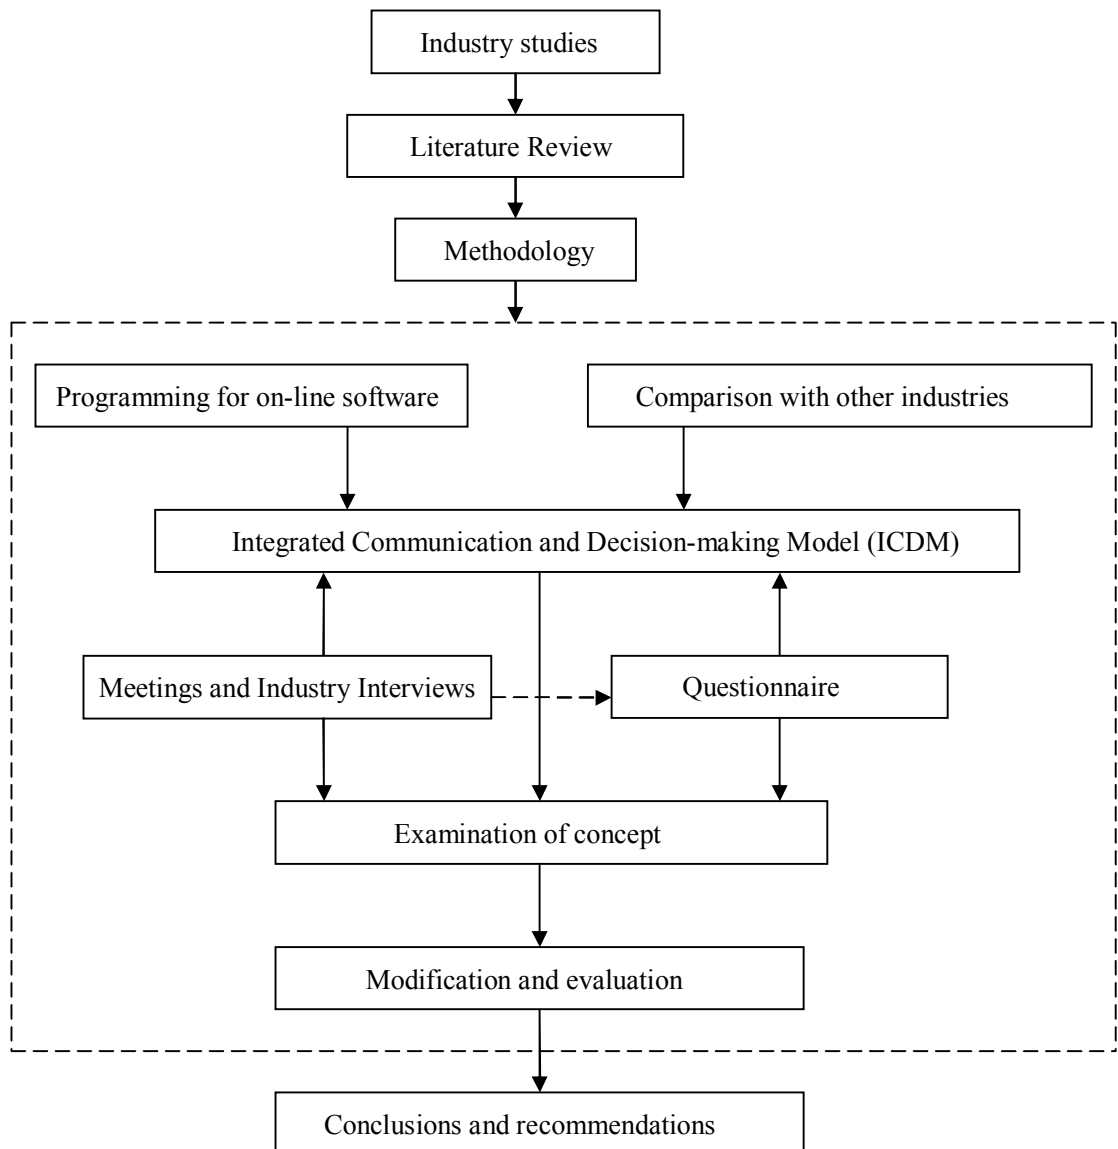 Industry studies
Literature Review
Methodology
Programming for on-line software
Comparison with other industries
Integrated Communication and Decision-making Model (ICDM)
Meetings and Industry Interviews
Questionnaire
Examination of concept
Modification and evaluation
Conclusions and recommendations